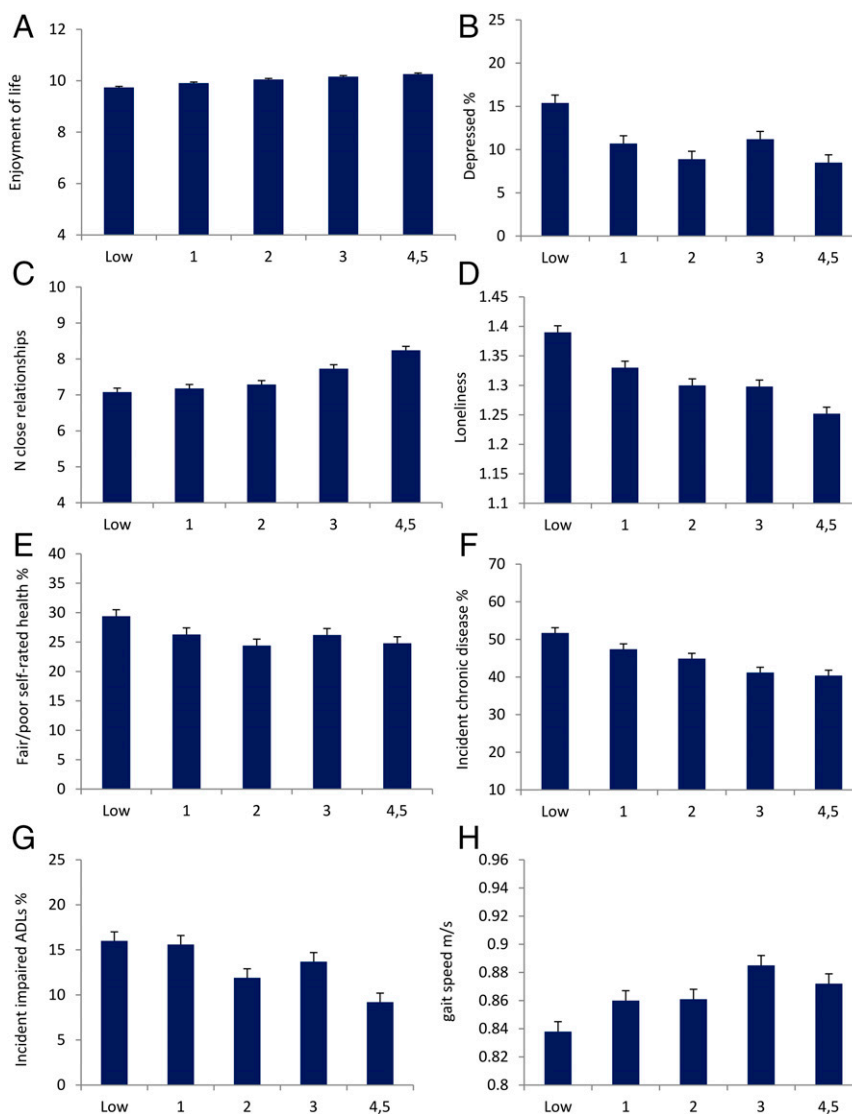 A
Enjoyment of life
12
10
8
6
4
Low 1 2 3 4,5
B
Depressed %
25
20
15
10
5
0
Low 1 2 3 4,5
C
N close relationships
10
9
8
7
6
5
4
Low 1 2 3 4,5
D
Loneliness
1.45
1.4
1.35
1.3
1.25
1.2
1.15
1.1
Low 1 2 3 4,5
E
Fair/poor self-rated health %
40
35
30
25
20
15
10
5
0
Low 1 2 3 4,5
F
Incident chronic disease %
70
60
50
40
30
20
10
Low 1 2 3 4,5
G
Incident impaired ADLs %
25
20
15
10
5
0
Low 1 2 3 4,5
H
gait speed m/s
0.96
0.94
0.92
0.9
0.88
0.86
0.84
0.82
0.8
Low 1 2 3 4,5